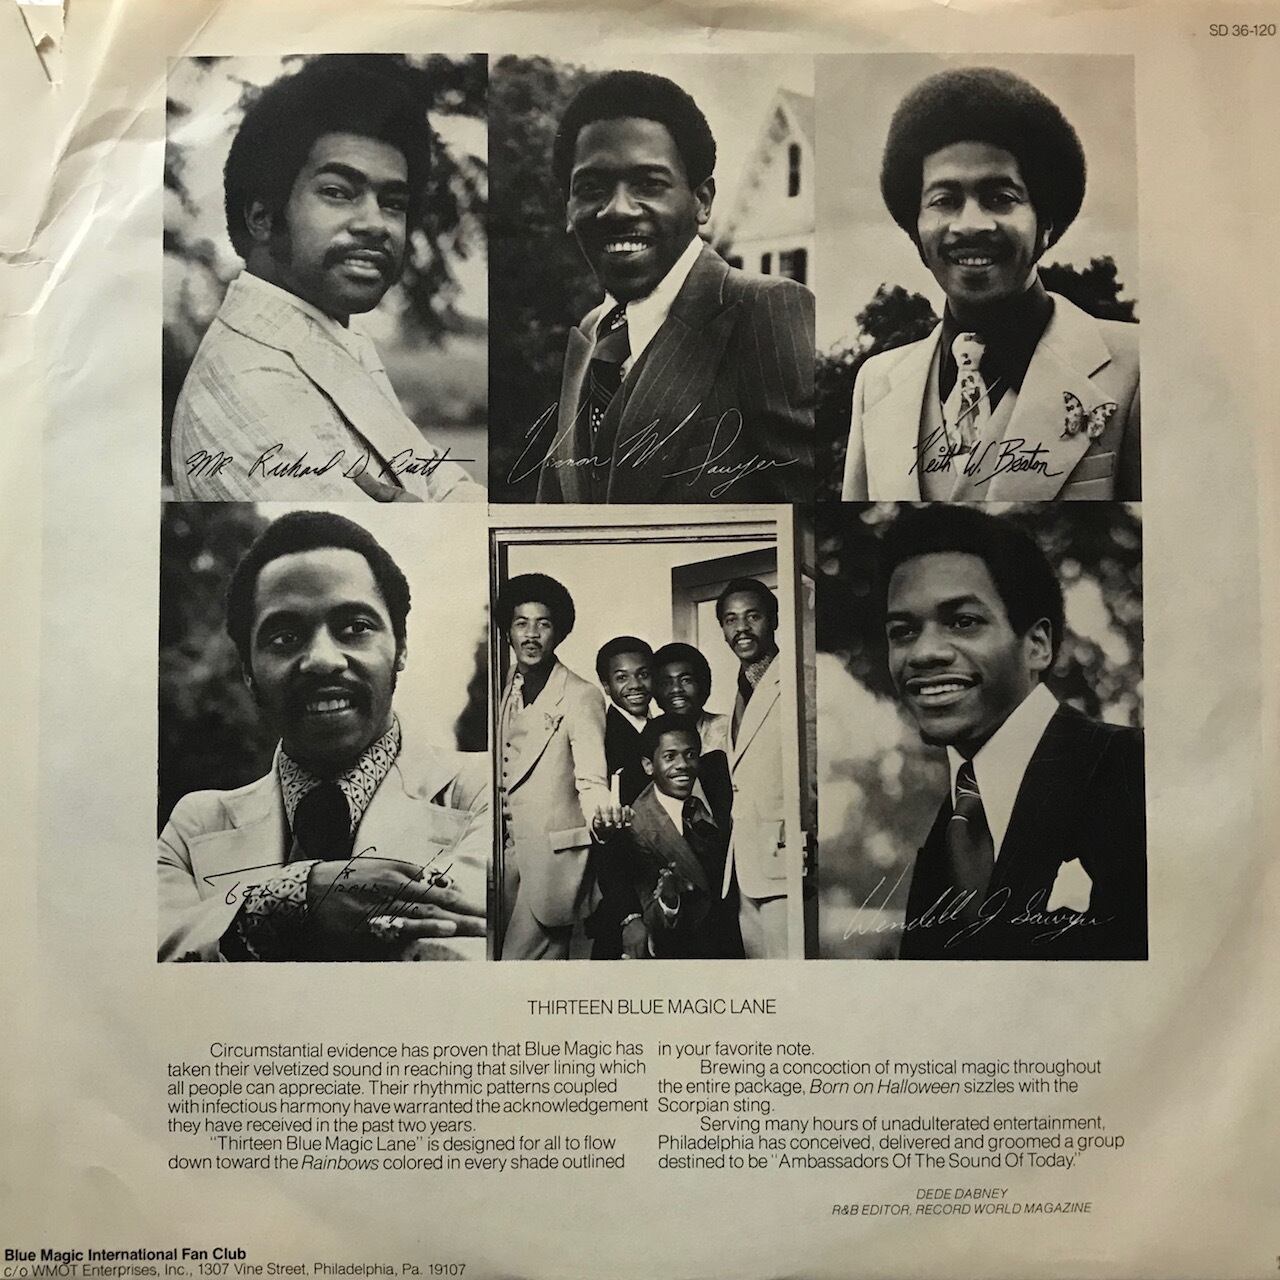 SD 36-120
Mr Richard D Pratt
Vernon W. Sawyer
Keith W. Beaton
Ted
Wendell J Sawyer
THIRTEEN BLUE MAGIC LANE
Circumstantial evidence has proven that Blue Magic has
taken their velvetized sound in reaching that silver lining which
all people can appreciate. Their rhythmic patterns coupled
with infectious harmony have warranted the acknowledgement
they have received in the past two years.
"Thirteen Blue Magic Lane" is designed for all to flow
down toward the Rainbows colored in every shade outlined
in your favorite note.
Brewing a concoction of mystical magic throughout
the entire package, Born on Halloween sizzles with the
Scorpian sting.
Serving many hours of unadulterated entertainment,
Philadelphia has conceived, delivered and groomed a group
destined to be "Ambassadors Of The Sound Of Today."
DEDE DABNEY
R&B EDITOR, RECORD WORLD MAGAZINE
Blue Magic International Fan Club
c/o WMOT Enterprises, Inc., 1307 Vine Street, Philadelphia, Pa. 19107